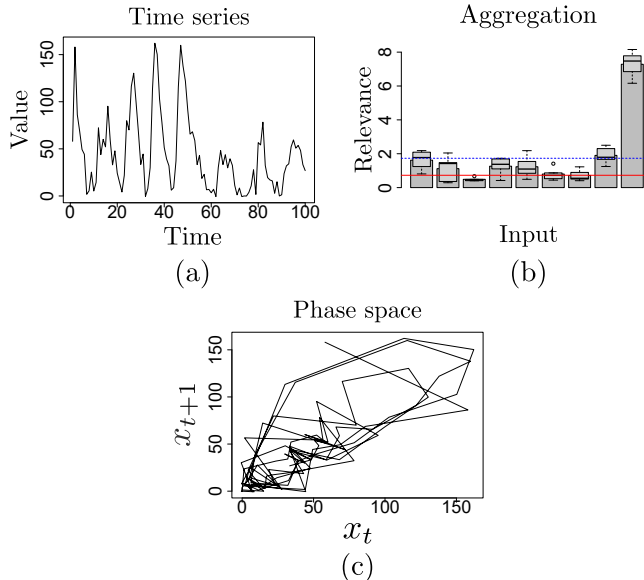 Time series
Value
0 50 100 150
0 20 40 60 80 100
Time
(a)
Aggregation
Relevance
0 2 4 6 8
Input
(b)
Phase space
x_{t+1}
0 50 100 150
0 50 100 150
x_t
(c)